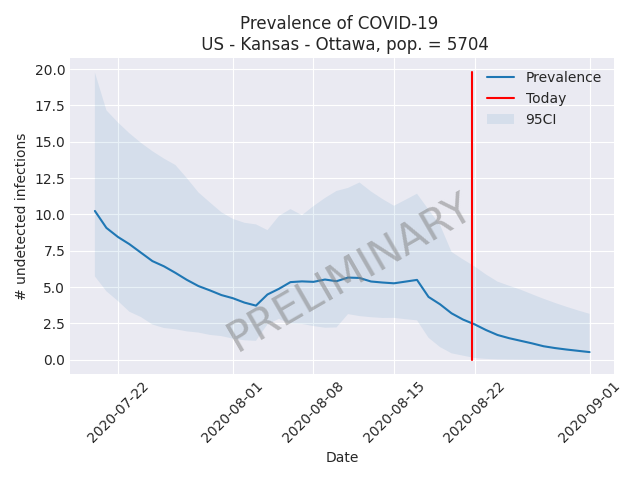 Prevalence of COVID-19
US - Kansas - Ottawa, pop. = 5704
20.0
17.5
15.0
12.5
10.0
7.5
5.0
2.5
0.0
# undetected infections
Prevalence
Today
95CI
PRELIMINARY
2020-07-22
2020-08-01
2020-08-08
2020-08-15
2020-08-22
2020-09-01
Date